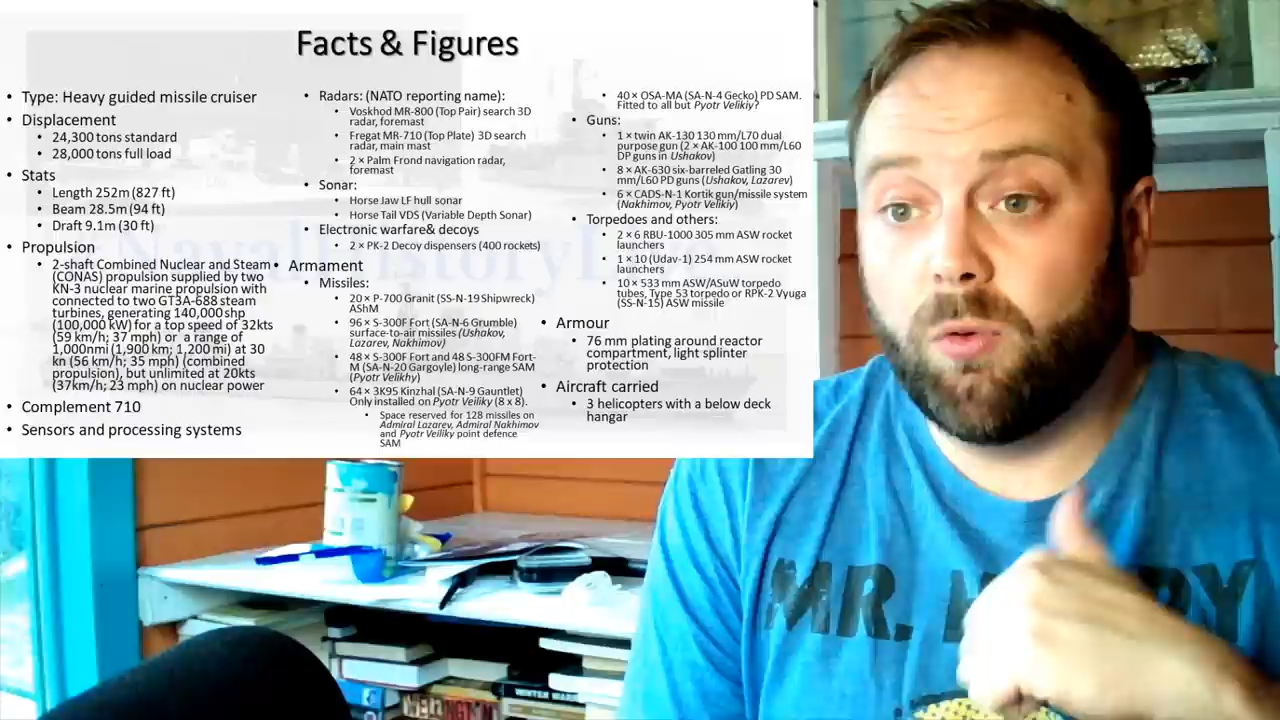 Facts & Figures
• Type: Heavy guided missile cruiser
• Displacement
• 24,300 tons standard
• 28,000 tons full load
• Stats
• Length 252m (827 ft)
• Beam 28.5m (94 ft)
• Draft 9.1m (30 ft)
• Propulsion
• 2-shaft Combined Nuclear and Steam
(CONAS) propulsion supplied by two
KN-3 nuclear marine propulsion with
connected to two GT3A-688 steam
turbines, generating 140,000shp
(100,000 kW) for a top speed of 32kts
(59 km/h; 37 mph) or a range of
1,000nmi (1,900 km; 1,200 mi) at 30
kn (56 km/h; 35 mph) (combined
propulsion), but unlimited at 20kts
(37km/h; 23 mph) on nuclear power
• Complement 710
• Sensors and processing systems
• Radars: (NATO reporting name):
• Voskhod MR-800 (Top Pair) search 3D
radar, foremast
• Fregat MR-710 (Top Plate) 3D search
radar, main mast
• 2 × Palm Frond navigation radar,
foremast
• Sonar:
• Horse Jaw LF hull sonar
• Horse Tail VDS (Variable Depth Sonar)
• Electronic warfare& decoys
• 2 × PK-2 Decoy dispensers (400 rockets)
• Armament
• Missiles:
• 20 × P-700 Granit (SS-N-19 Shipwreck)
AShM
• 96 × S-300F Fort (SA-N-6 Grumble)
surface-to-air missiles (Ushakov,
Lazarev, Nakhimov)
• 48 × S-300F Fort and 48 S-300FM Fort-
M (SA-N-20 Gargoyle) long-range SAM
(Pyotr Velikhy)
• 64 × 3K95 Kinzhal (SA-N-9 Gauntlet)
Only installed on Pyotr Veiliky (8 x 8).
• Space reserved for 128 missiles on
Admiral Lazarev, Admiral Nakhimov
and Pyotr Veiliky point defence
SAM
• 40 × OSA-MA (SA-N-4 Gecko) PD SAM.
Fitted to all but Pyotr Velikiy?
• Guns:
• 1 × twin AK-130 130 mm/L70 dual
purpose gun (2 × AK-100 100 mm/L60
DP guns in Ushakov)
• 8 × AK-630 six-barreled Gatling 30
mm/L60 PD guns (Ushakov, Lazarev)
• 6 × CADS-N-1 Kortik gun/missile system
(Nakhimov, Pyotr Velikiy)
• Torpedoes and others:
• 2 × 6 RBU-1000 305 mm ASW rocket
launchers
• 1 × 10 (Udav-1) 254 mm ASW rocket
launchers
• 10 × 533 mm ASW/ASuW torpedo
tubes, Type 53 torpedo or RPK-2 Vyuga
(SS-N-15) ASW missile
• Armour
• 76 mm plating around reactor
compartment, light splinter
protection
• Aircraft carried
• 3 helicopters with a below deck
hangar
MR.
WINTER